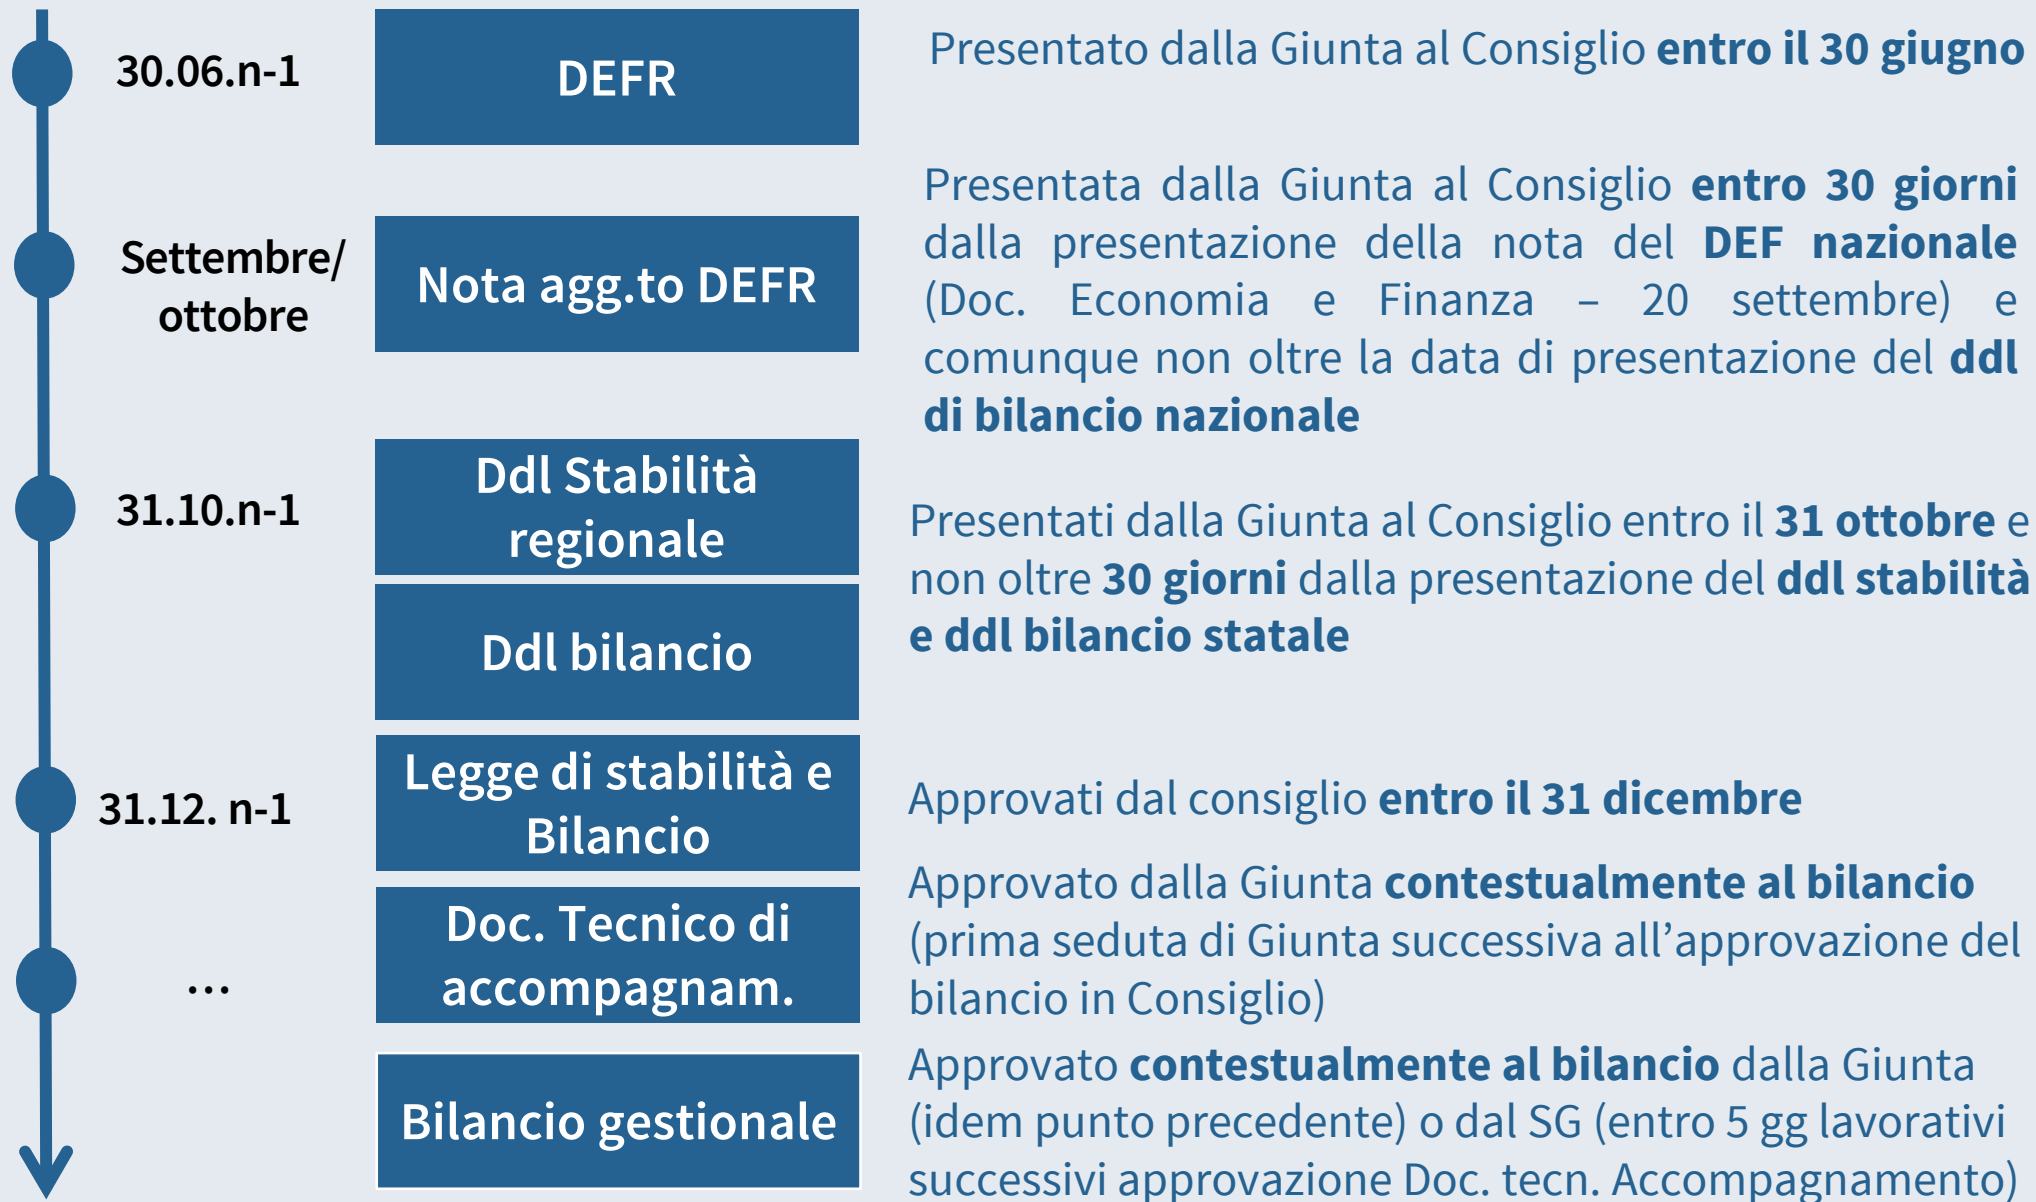 30.06.n-1
DEFR
Presentato dalla Giunta al Consiglio entro il 30 giugno
Settembre/
ottobre
Nota agg.to DEFR
Presentata dalla Giunta al Consiglio entro 30 giorni
dalla presentazione della nota del DEF nazionale
(Doc. Economia e Finanza – 20 settembre) e
comunque non oltre la data di presentazione del ddl
di bilancio nazionale
31.10.n-1
Ddl Stabilità
regionale
Ddl bilancio
Presentati dalla Giunta al Consiglio entro il 31 ottobre e
non oltre 30 giorni dalla presentazione del ddl stabilità
e ddl bilancio statale
31.12. n-1
Legge di stabilità e
Bilancio
Approvati dal consiglio entro il 31 dicembre
...
Doc. Tecnico di
accompagnam.
Approvato dalla Giunta contestualmente al bilancio
(prima seduta di Giunta successiva all’approvazione del
bilancio in Consiglio)
Bilancio gestionale
Approvato contestualmente al bilancio dalla Giunta
(idem punto precedente) o dal SG (entro 5 gg lavorativi
successivi approvazione Doc. tecn. Accompagnamento)